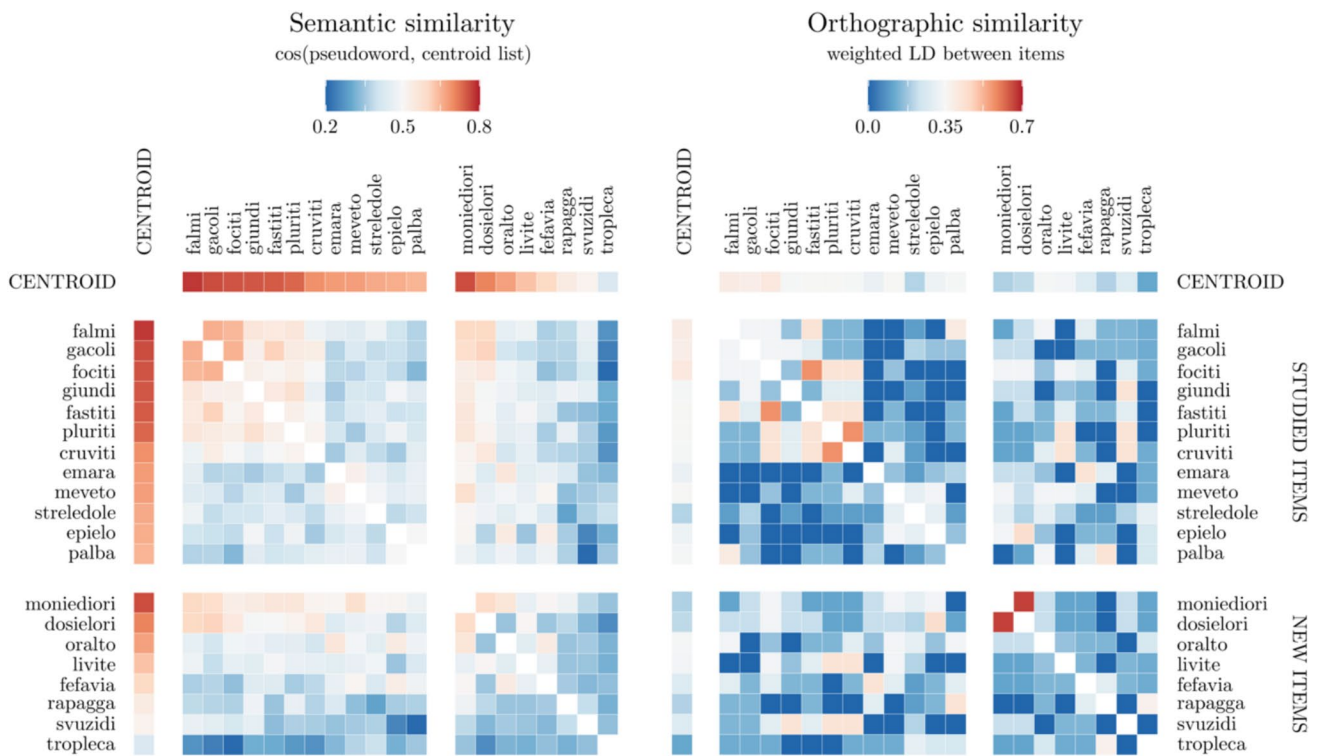 Semantic similarity
cos(pseudoword, centroid list)
0.2 0.5 0.8
Orthographic similarity
weighted LD between items
0.0 0.35 0.7
CENTROID
falmi
gacoli
fociti
giundi
fastiti
pluriti
cruviti
emara
meveto
streledole
epielo
palba
moniediori
dosielori
oralto
livite
fefavia
rapagga
svuzidi
tropleca
CENTROID
falmi
gacoli
fociti
giundi
fastiti
pluriti
cruviti
emara
meveto
streledole
epielo
palba
moniediori
dosielori
oralto
livite
fefavia
rapagga
svuzidi
tropleca
CENTROID
falmi
gacoli
fociti
giundi
fastiti
pluriti
cruviti
emara
meveto
streledole
epielo
palba
moniediori
dosielori
oralto
livite
fefavia
rapagga
svuzidi
tropleca
CENTROID
falmi
gacoli
fociti
giundi
fastiti
pluriti
cruviti
emara
meveto
streledole
epielo
palba
moniediori
dosielori
oralto
livite
fefavia
rapagga
svuzidi
tropleca
STUDIED ITEMS
NEW ITEMS